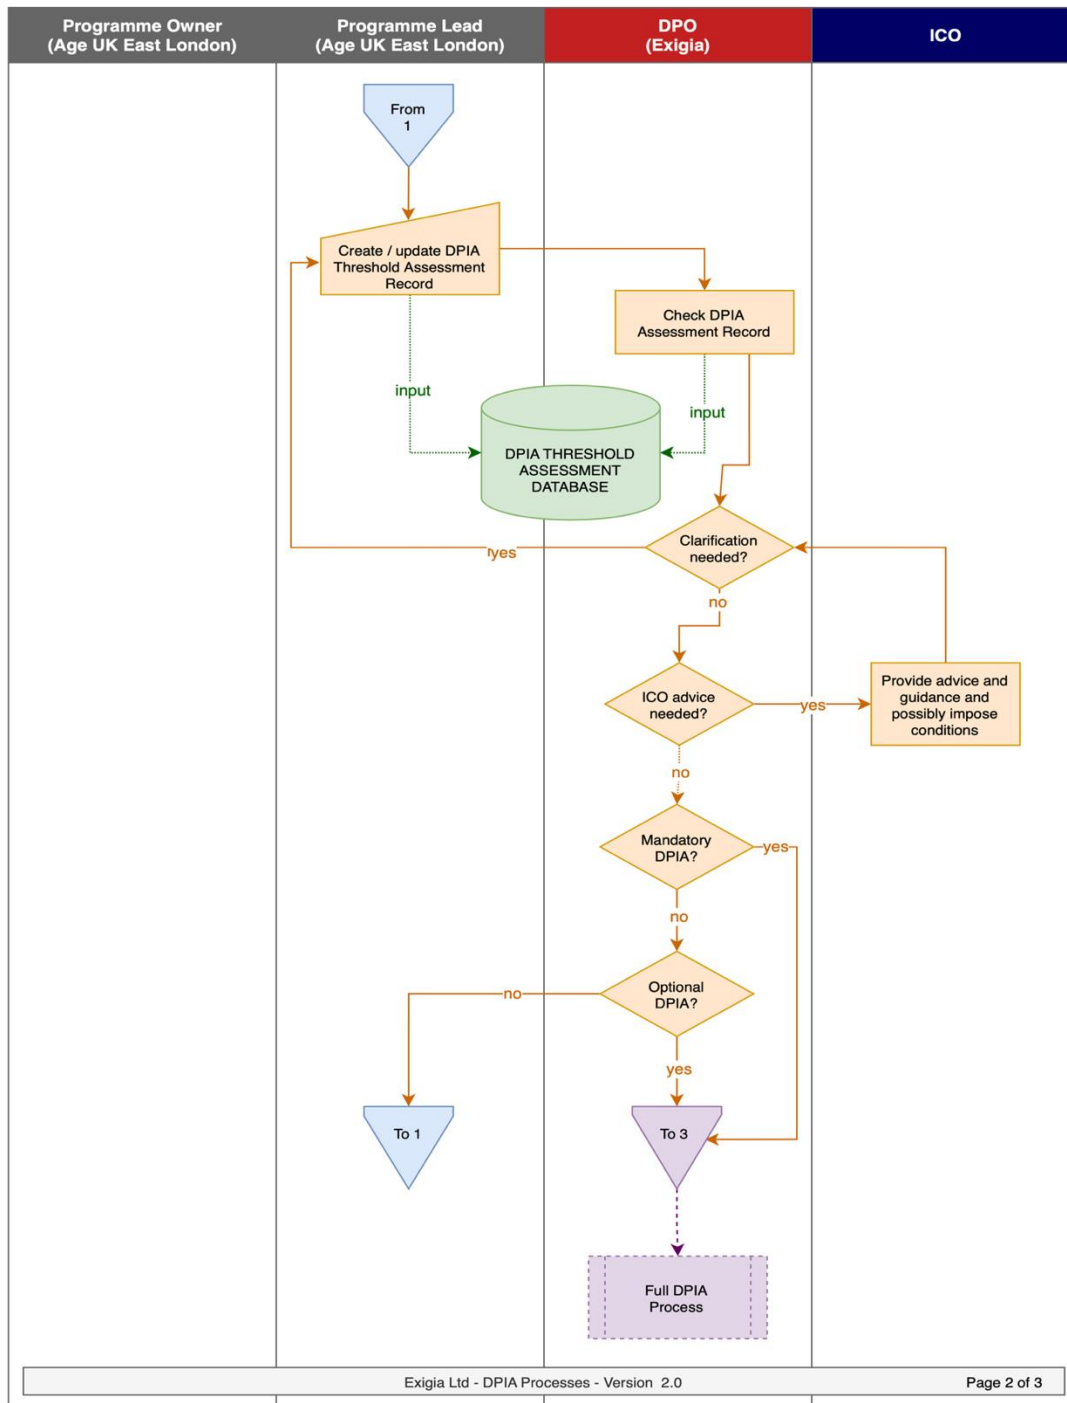 Programme Owner
(Age UK East London)
Programme Lead
(Age UK East London)
DPO
(Exigia)
ICO
From
1
Create / update DPIA
Threshold Assessment
Record
Check DPIA
Assessment Record
input
input
DPIA THRESHOLD
ASSESSMENT
DATABASE
Clarification
needed?
yes
no
ICO advice
needed?
yes
Provide advice and
guidance and
possibly impose
conditions
no
Mandatory
DPIA?
yes
no
Optional
DPIA?
no
yes
To 1
To 3
Full DPIA
Process
Exigia Ltd - DPIA Processes - Version 2.0
Page 2 of 3